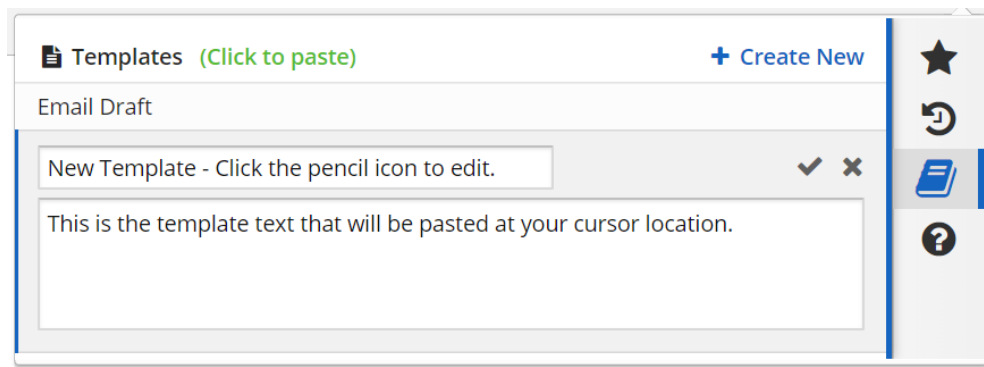 Templates (Click to paste) + Create New
Email Draft
New Template - Click the pencil icon to edit.
This is the template text that will be pasted at your cursor location.